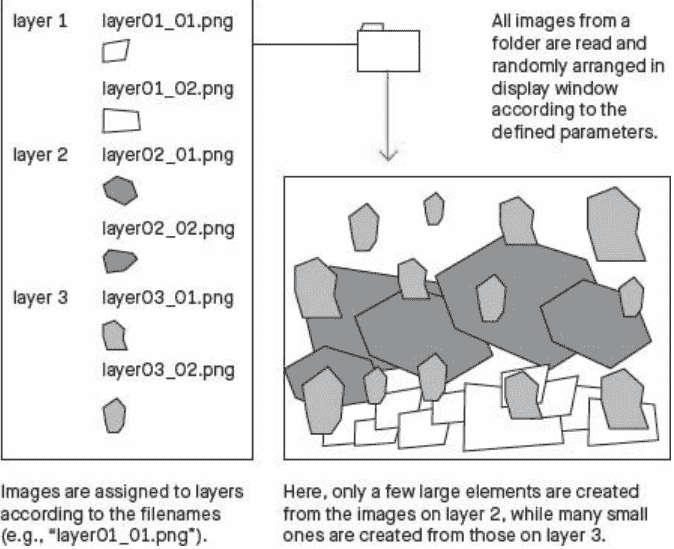 layer 1
layer01_01.png
layer01_02.png
layer 2
layer02_01.png
layer02_02.png
layer 3
layer03_01.png
layer03_02.png
All images from a
folder are read and
randomly arranged in
display window
according to the
defined parameters.
Images are assigned to layers
according to the filenames
(e.g., "layer01_01.png").
Here, only a few large elements are created
from the images on layer 2, while many small
ones are created from those on layer 3.